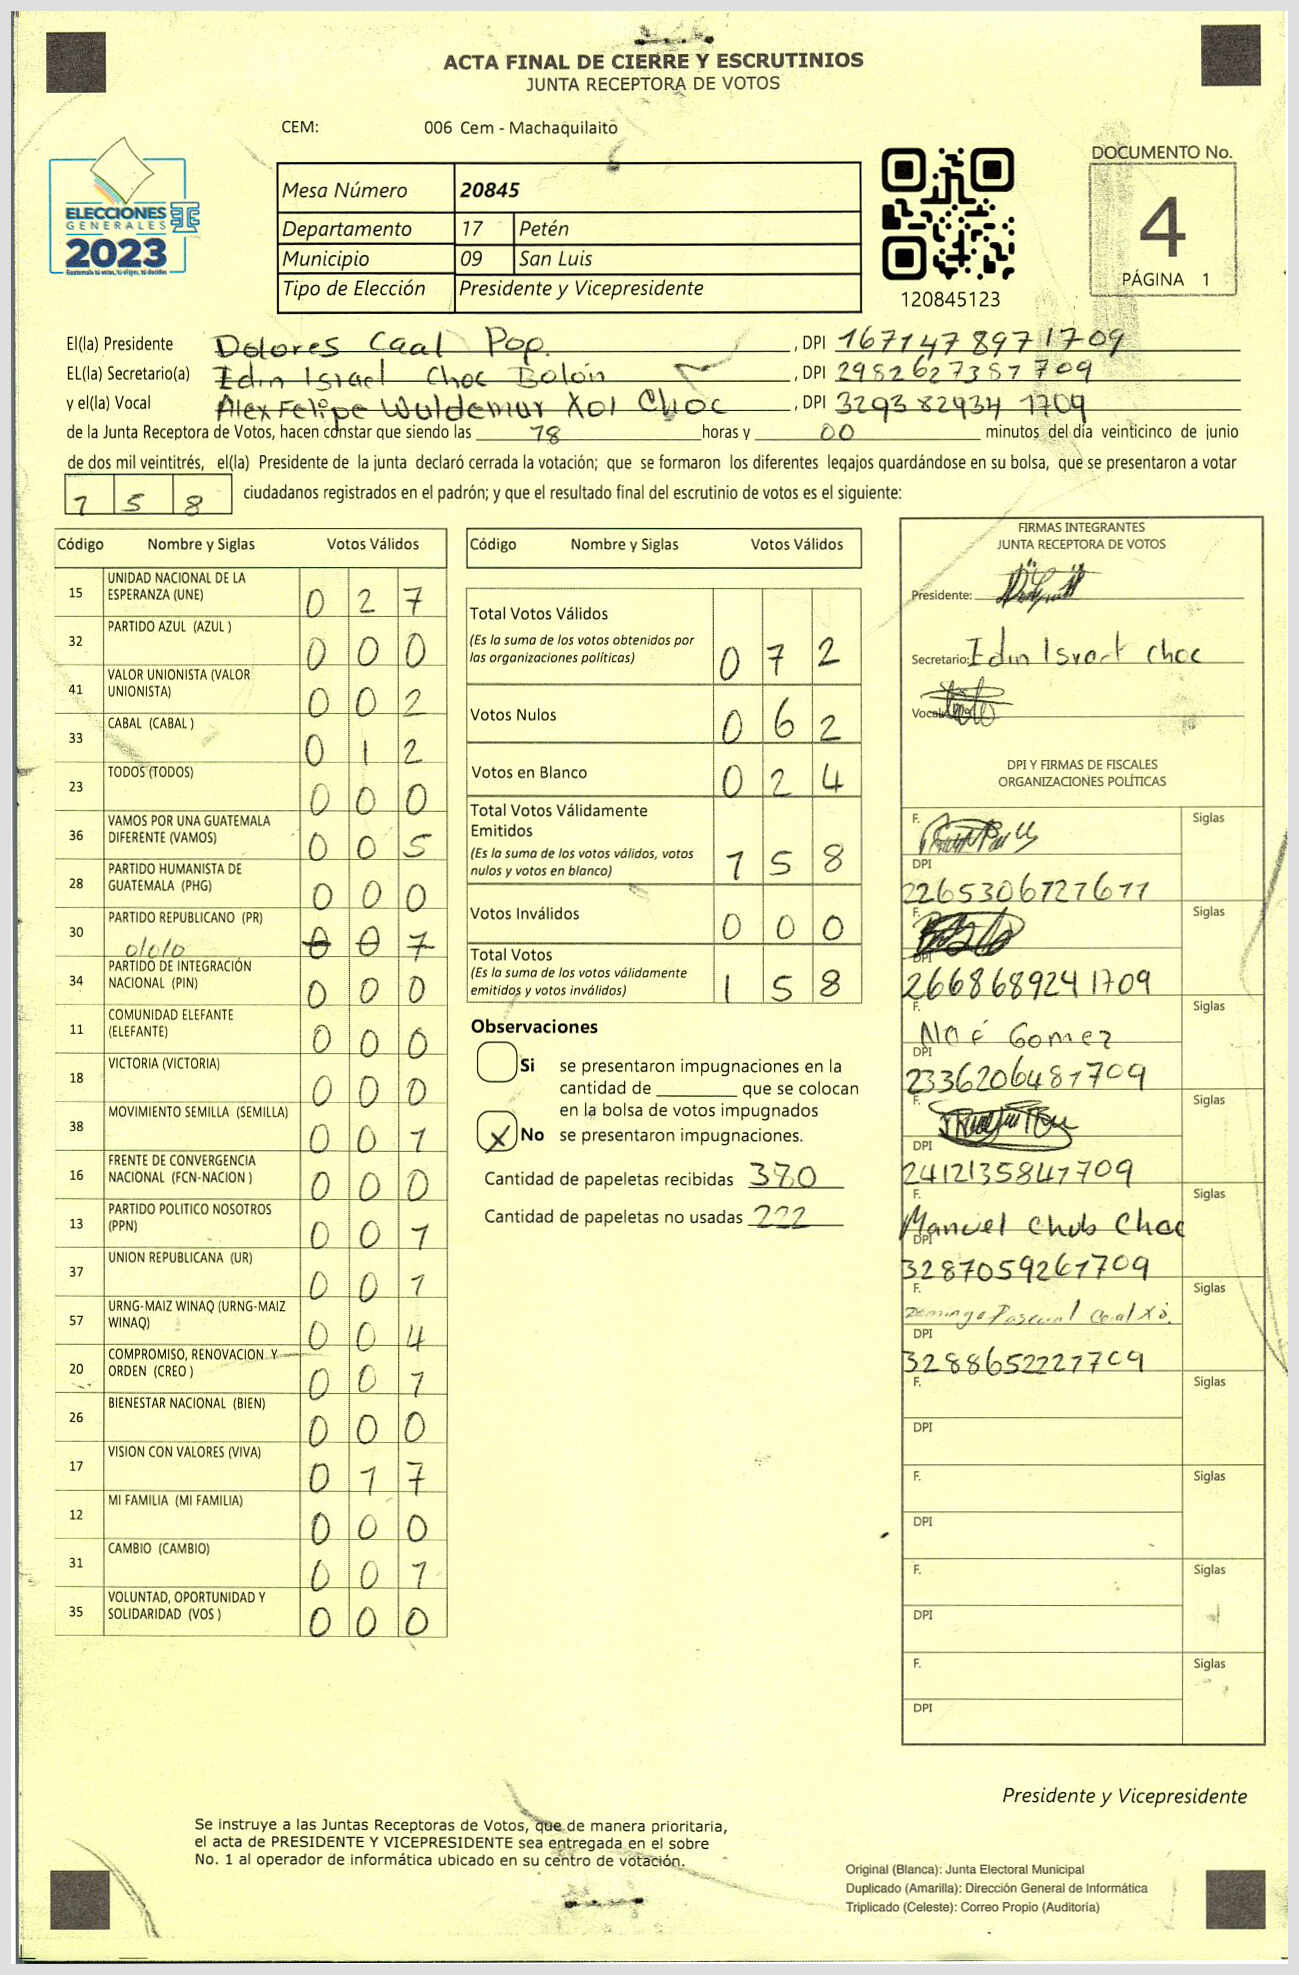 ACTA FINAL DE CIERRE Y ESCRUTINIOS
JUNTA RECEPTORA DE VOTOS
CEM: 006 Cem - Machaquilaito
ELECCIONES
GENERALES
2023
Guatemala tú votas, tú eliges, tú decides
Mesa Número 20845
Departamento 17 Petén
Municipio 09 San Luis
Tipo de Elección Presidente y Vicepresidente
120845123
DOCUMENTO No.
4
PÁGINA 1
El(la) Presidente Dolores Caal Pop. , DPI 1671478971709
EL(la) Secretario(a) Edin Israel Choc Bolón , DPI 2982627381709
y el(la) Vocal Alex Felipe Waldemar Xol Choc , DPI 3293829341709
de la Junta Receptora de Votos, hacen constar que siendo las 18 horas y 00 minutos del día veinticinco de junio
de dos mil veintitrés, el(la) Presidente de la junta declaró cerrada la votación; que se formaron los diferentes legajos guardándose en su bolsa, que se presentaron a votar
1 5 8 ciudadanos registrados en el padrón; y que el resultado final del escrutinio de votos es el siguiente:
Código Nombre y Siglas Votos Válidos
15 UNIDAD NACIONAL DE LA ESPERANZA (UNE) 0 2 7
32 PARTIDO AZUL (AZUL ) 0 0 0
41 VALOR UNIONISTA (VALOR UNIONISTA) 0 0 2
33 CABAL (CABAL ) 0 1 2
23 TODOS (TODOS) 0 0 0
36 VAMOS POR UNA GUATEMALA DIFERENTE (VAMOS) 0 0 5
28 PARTIDO HUMANISTA DE GUATEMALA (PHG) 0 0 0
30 PARTIDO REPUBLICANO (PR) 0/0/0 0 0 7
34 PARTIDO DE INTEGRACIÓN NACIONAL (PIN) 0 0 0
11 COMUNIDAD ELEFANTE (ELEFANTE) 0 0 0
18 VICTORIA (VICTORIA) 0 0 0
38 MOVIMIENTO SEMILLA (SEMILLA) 0 0 1
16 FRENTE DE CONVERGENCIA NACIONAL (FCN-NACION ) 0 0 0
13 PARTIDO POLITICO NOSOTROS (PPN) 0 0 1
37 UNION REPUBLICANA (UR) 0 0 1
57 URNG-MAIZ WINAQ (URNG-MAIZ WINAQ) 0 0 4
20 COMPROMISO, RENOVACION Y ORDEN (CREO ) 0 0 1
26 BIENESTAR NACIONAL (BIEN) 0 0 0
17 VISION CON VALORES (VIVA) 0 1 7
12 MI FAMILIA (MI FAMILIA) 0 0 0
31 CAMBIO (CAMBIO) 0 0 1
35 VOLUNTAD, OPORTUNIDAD Y SOLIDARIDAD (VOS ) 0 0 0
Código Nombre y Siglas Votos Válidos
Total Votos Válidos
(Es la suma de los votos obtenidos por
las organizaciones políticas) 0 7 2
Votos Nulos 0 6 2
Votos en Blanco 0 2 4
Total Votos Válidamente
Emitidos
(Es la suma de los votos válidos, votos
nulos y votos en blanco) 1 5 8
Votos Inválidos 0 0 0
Total Votos
(Es la suma de los votos válidamente
emitidos y votos inválidos) 1 5 8
Observaciones
Si se presentaron impugnaciones en la
cantidad de ________ que se colocan
en la bolsa de votos impugnados
X No se presentaron impugnaciones.
Cantidad de papeletas recibidas 380
Cantidad de papeletas no usadas 222
FIRMAS INTEGRANTES
JUNTA RECEPTORA DE VOTOS
Presidente:
Secretario: Edin Israel Choc
Vocal
DPI Y FIRMAS DE FISCALES
ORGANIZACIONES POLÍTICAS
F. Siglas
DPI
2265306721611
F. Siglas
DPI
2668689241709
F. Siglas
Noé Gomez
DPI
2336206481709
F. Siglas
DPI
2412135841709
F. Siglas
Manuel Chub Choc
DPI
3287059261709
F. Siglas
Domingo Pascual Caal Xo.
DPI
3288652221709
F. Siglas
DPI
F. Siglas
DPI
F. Siglas
DPI
F. Siglas
DPI
Presidente y Vicepresidente
Se instruye a las Juntas Receptoras de Votos, que de manera prioritaria,
el acta de PRESIDENTE Y VICEPRESIDENTE sea entregada en el sobre
No. 1 al operador de informática ubicado en su centro de votación.
Original (Blanca): Junta Electoral Municipal
Duplicado (Amarilla): Dirección General de Informática
Triplicado (Celeste): Correo Propio (Auditoría)